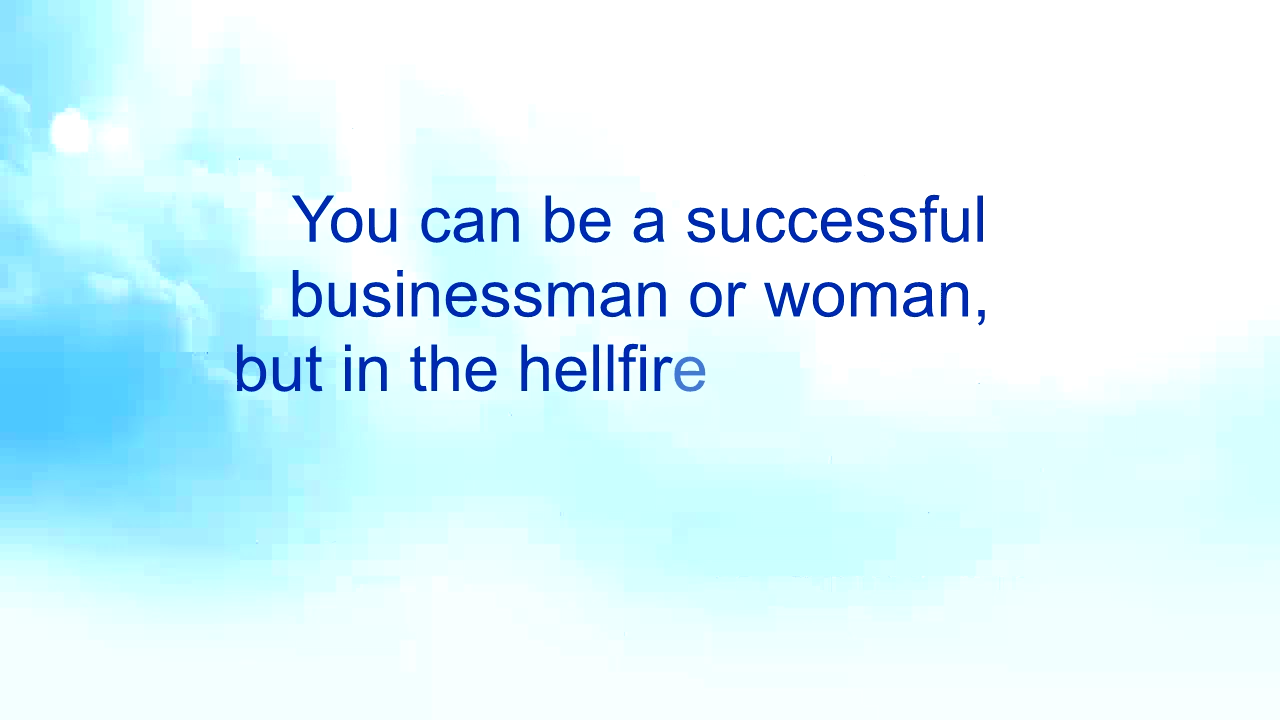 You can be a successful
businessman or woman,
but in the hellfire